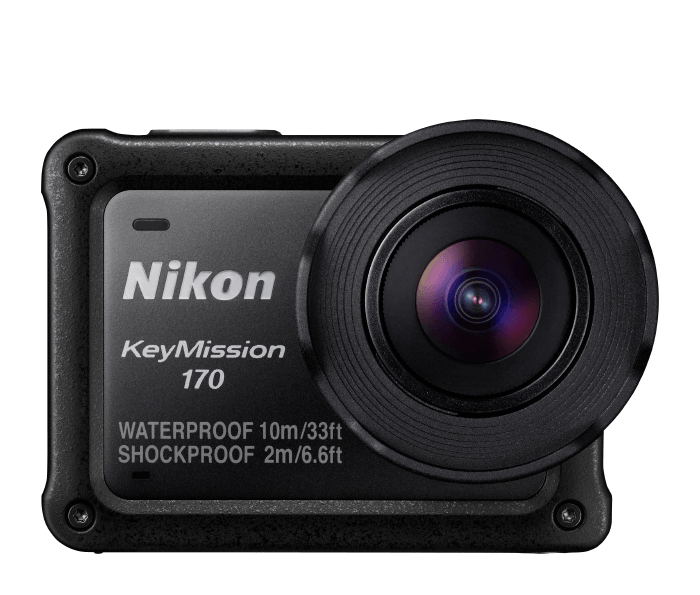 Nikon
KeyMission
170
WATERPROOF 10m/33ft
SHOCKPROOF 2m/6.6ft